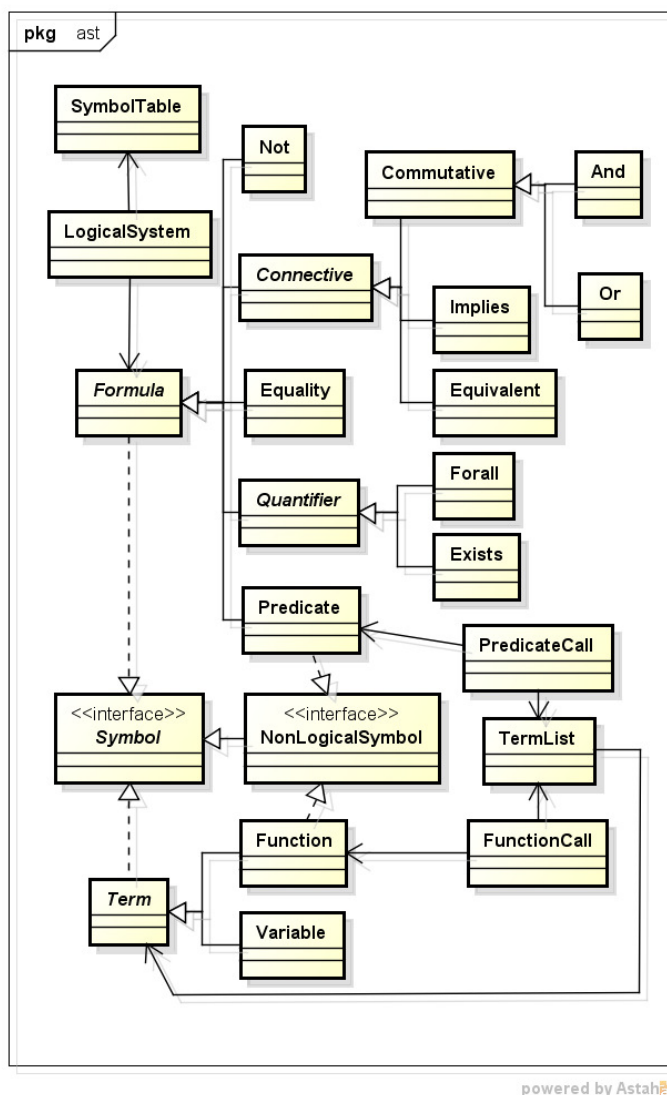 pkg ast
SymbolTable
Not
Commutative
And
LogicalSystem
Connective
Implies
Or
Formula
Equality
Equivalent
Quantifier
Forall
Exists
Predicate
PredicateCall
<<interface>>
Symbol
<<interface>>
NonLogicalSymbol
TermList
Function
FunctionCall
Term
Variable
powered by Astah